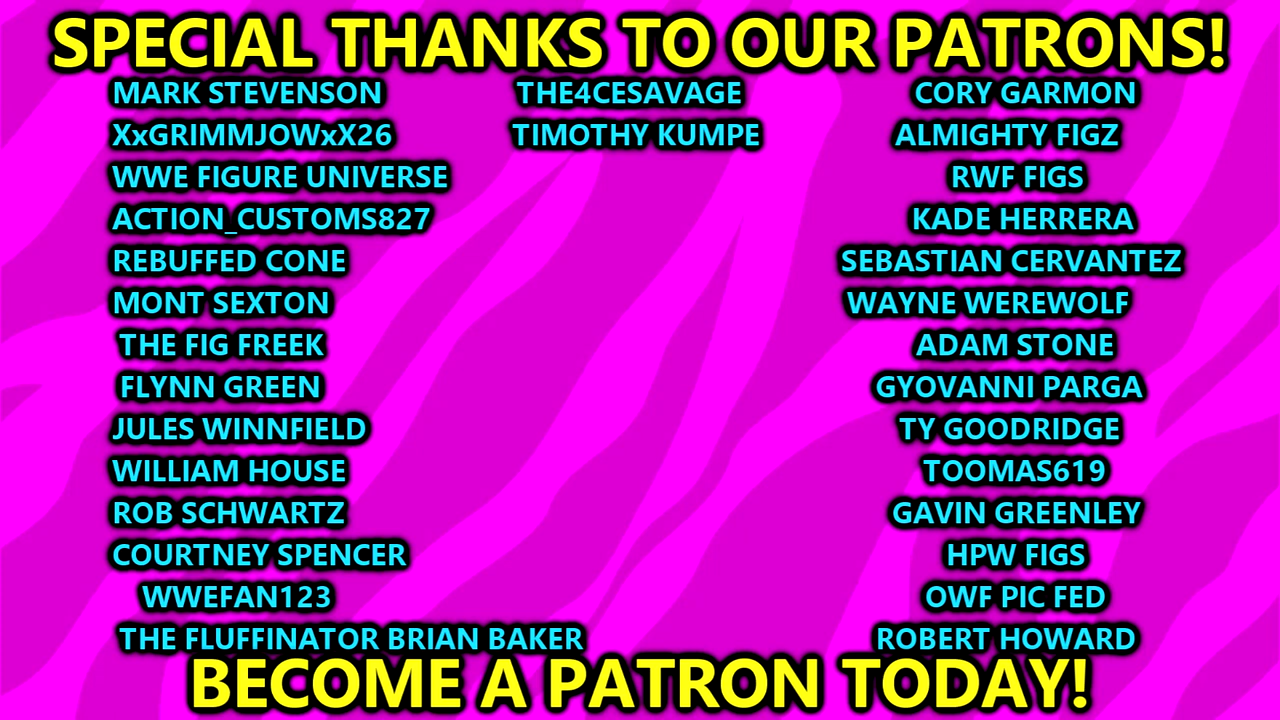 SPECIAL THANKS TO OUR PATRONS!
MARK STEVENSON THE4CESAVAGE CORY GARMON
XxGRIMMJOWxX26 TIMOTHY KUMPE ALMIGHTY FIGZ
WWE FIGURE UNIVERSE RWF FIGS
ACTION_CUSTOMS827 KADE HERRERA
REBUFFED CONE SEBASTIAN CERVANTEZ
MONT SEXTON WAYNE WEREWOLF
THE FIG FREEK ADAM STONE
FLYNN GREEN GYOVANNI PARGA
JULES WINNFIELD TY GOODRIDGE
WILLIAM HOUSE TOOMAS619
ROB SCHWARTZ GAVIN GREENLEY
COURTNEY SPENCER HPW FIGS
WWEFAN123 OWF PIC FED
THE FLUFFINATOR BRIAN BAKER ROBERT HOWARD
BECOME A PATRON TODAY!